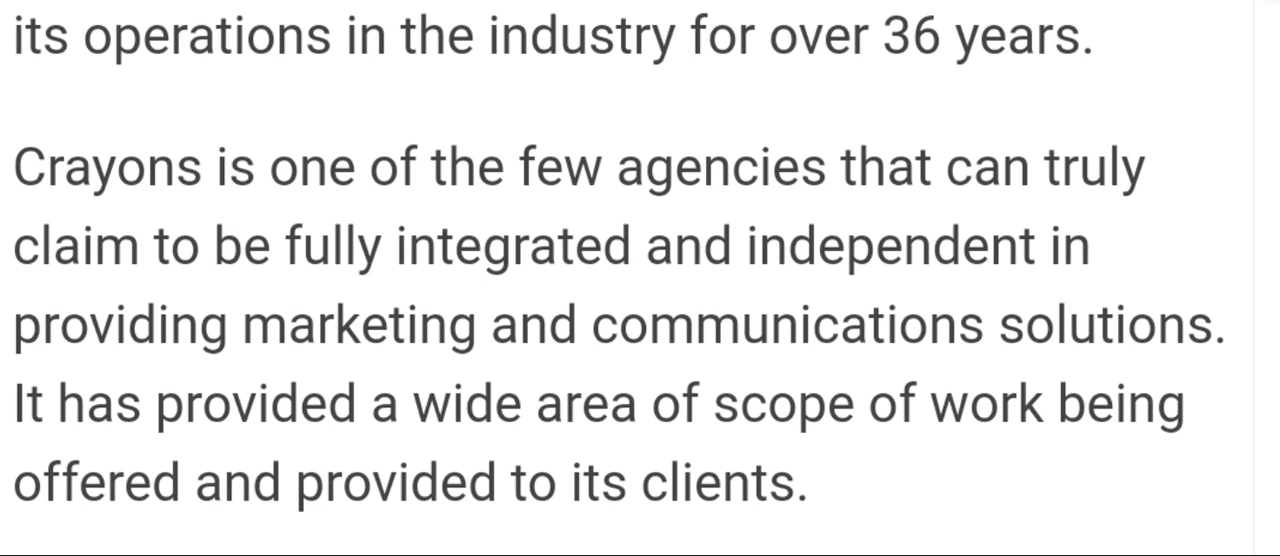 its operations in the industry for over 36 years.
Crayons is one of the few agencies that can truly
claim to be fully integrated and independent in
providing marketing and communications solutions.
It has provided a wide area of scope of work being
offered and provided to its clients.